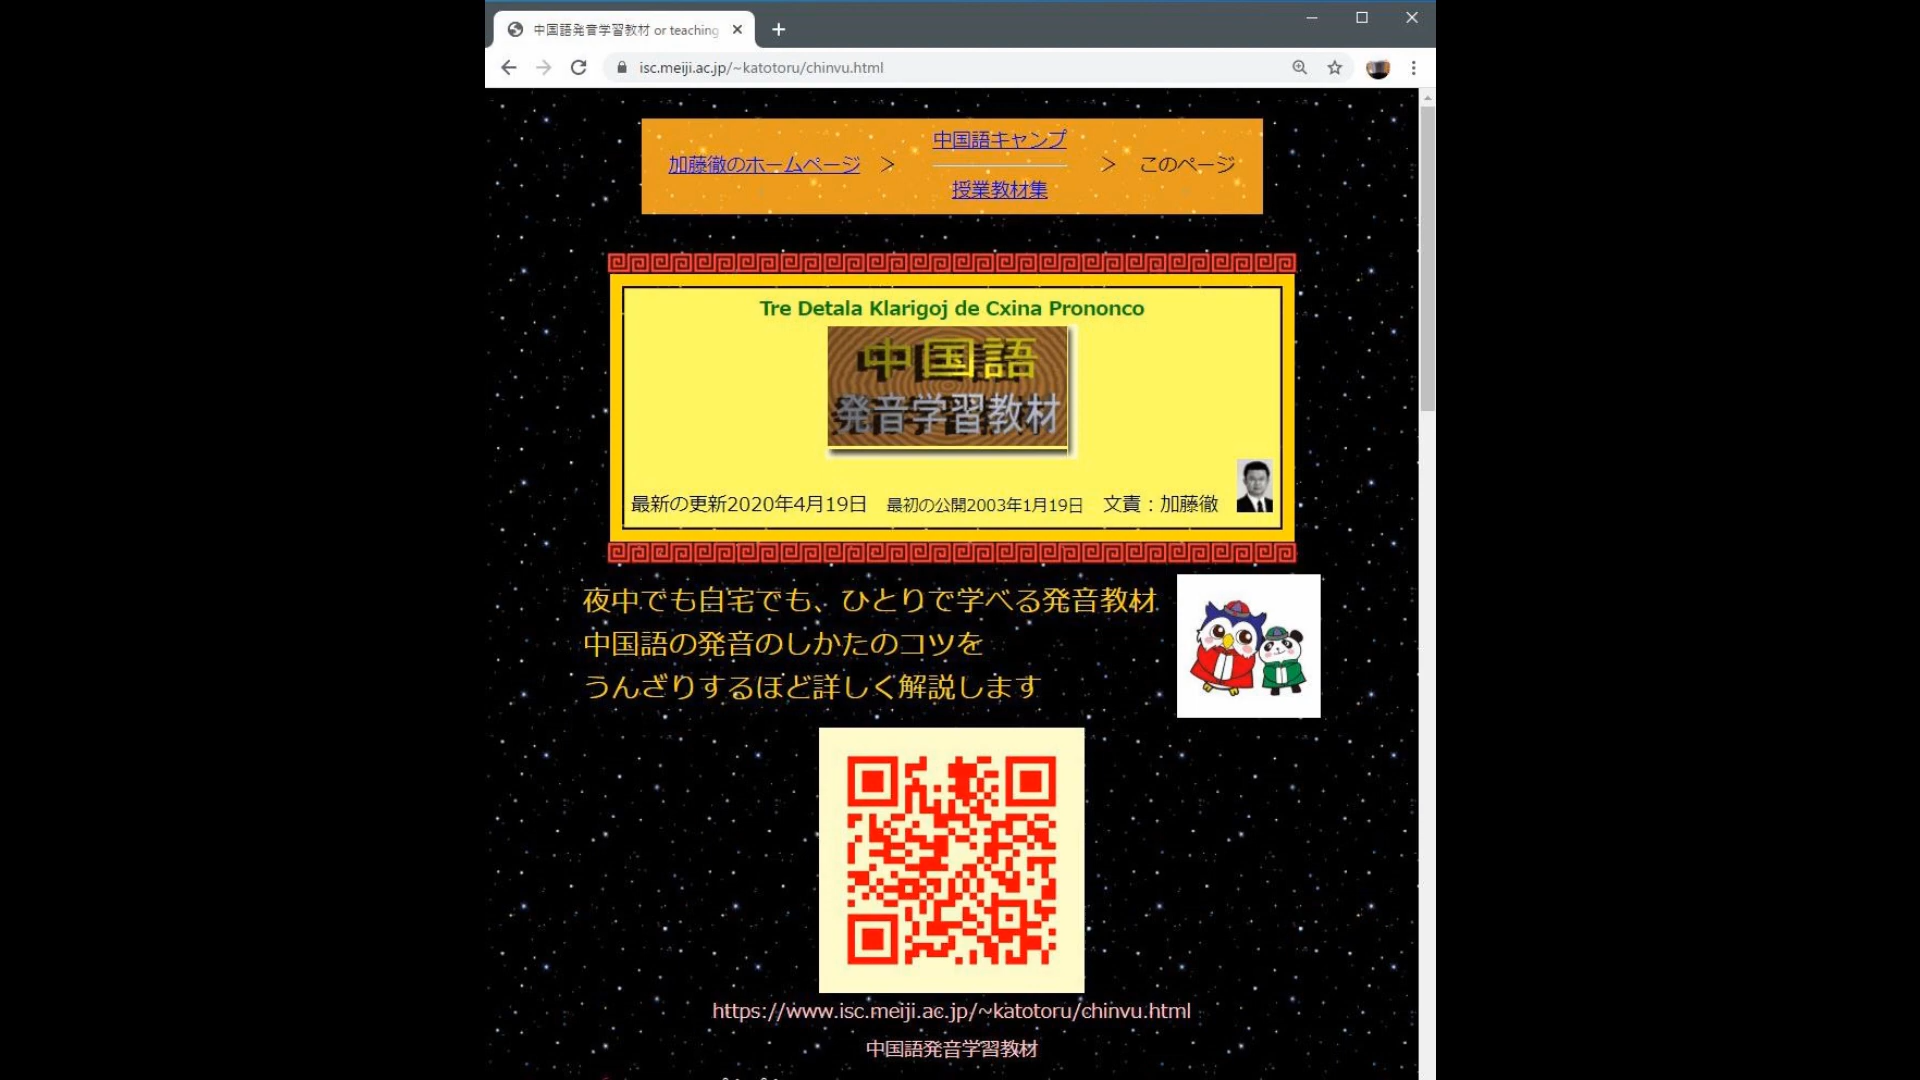 中国語発音学習教材 or teaching
isc.meiji.ac.jp/~katotoru/chinvu.html
加藤徹のホームページ > 中国語キャンプ > このページ
授業教材集
Tre Detala Klarigoj de Cxina Prononco
中国語
発音学習教材
最新の更新2020年4月19日 最初の公開2003年1月19日 文責：加藤徹
夜中でも自宅でも、ひとりで学べる発音教材
中国語の発音のしかたのコツを
うんざりするほど詳しく解説します
https://www.isc.meiji.ac.jp/~katotoru/chinvu.html
中国語発音学習教材